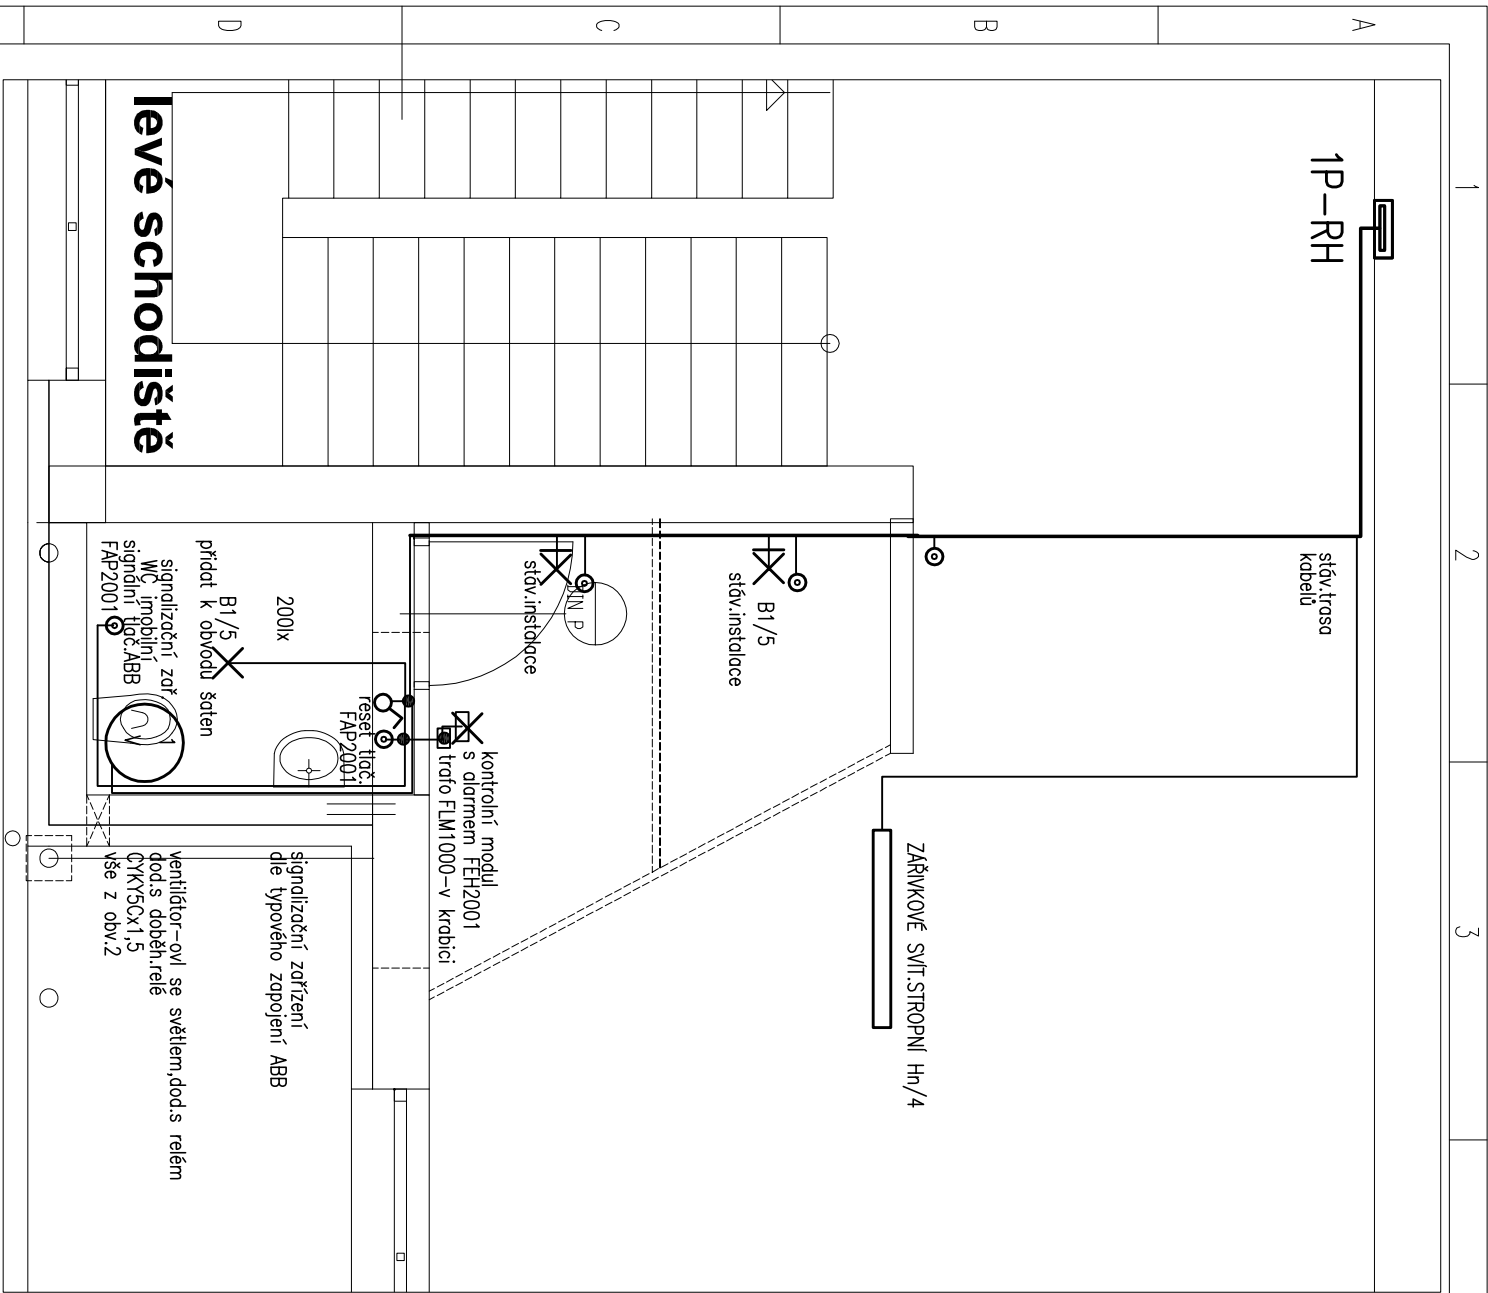 A
B
C
D
1
2
3
1P-RH
stáv.trasa
kabelů
levé schodiště
B1/5
stáv.instalace
DIN P
stáv.instalace
ZÁŘIVKOVÉ SVÍT.STROPNÍ Hn/4
kontrolní modul
s alarmem FEH2001
trafo FLM1000-v krabici
reset tlač.
FAP2001
200lx
B1/5
přidat k obvodu šaten
signalizační zař.
WC imobilní
signální tlač.ABB
FAP2001
1
V
signalizační zařízení
dle typového zapojení ABB
ventilátor-ovl se světlem,dod.s relém
dod.s doběh.relé
CYKY5Cx1,5
vše z obv.2